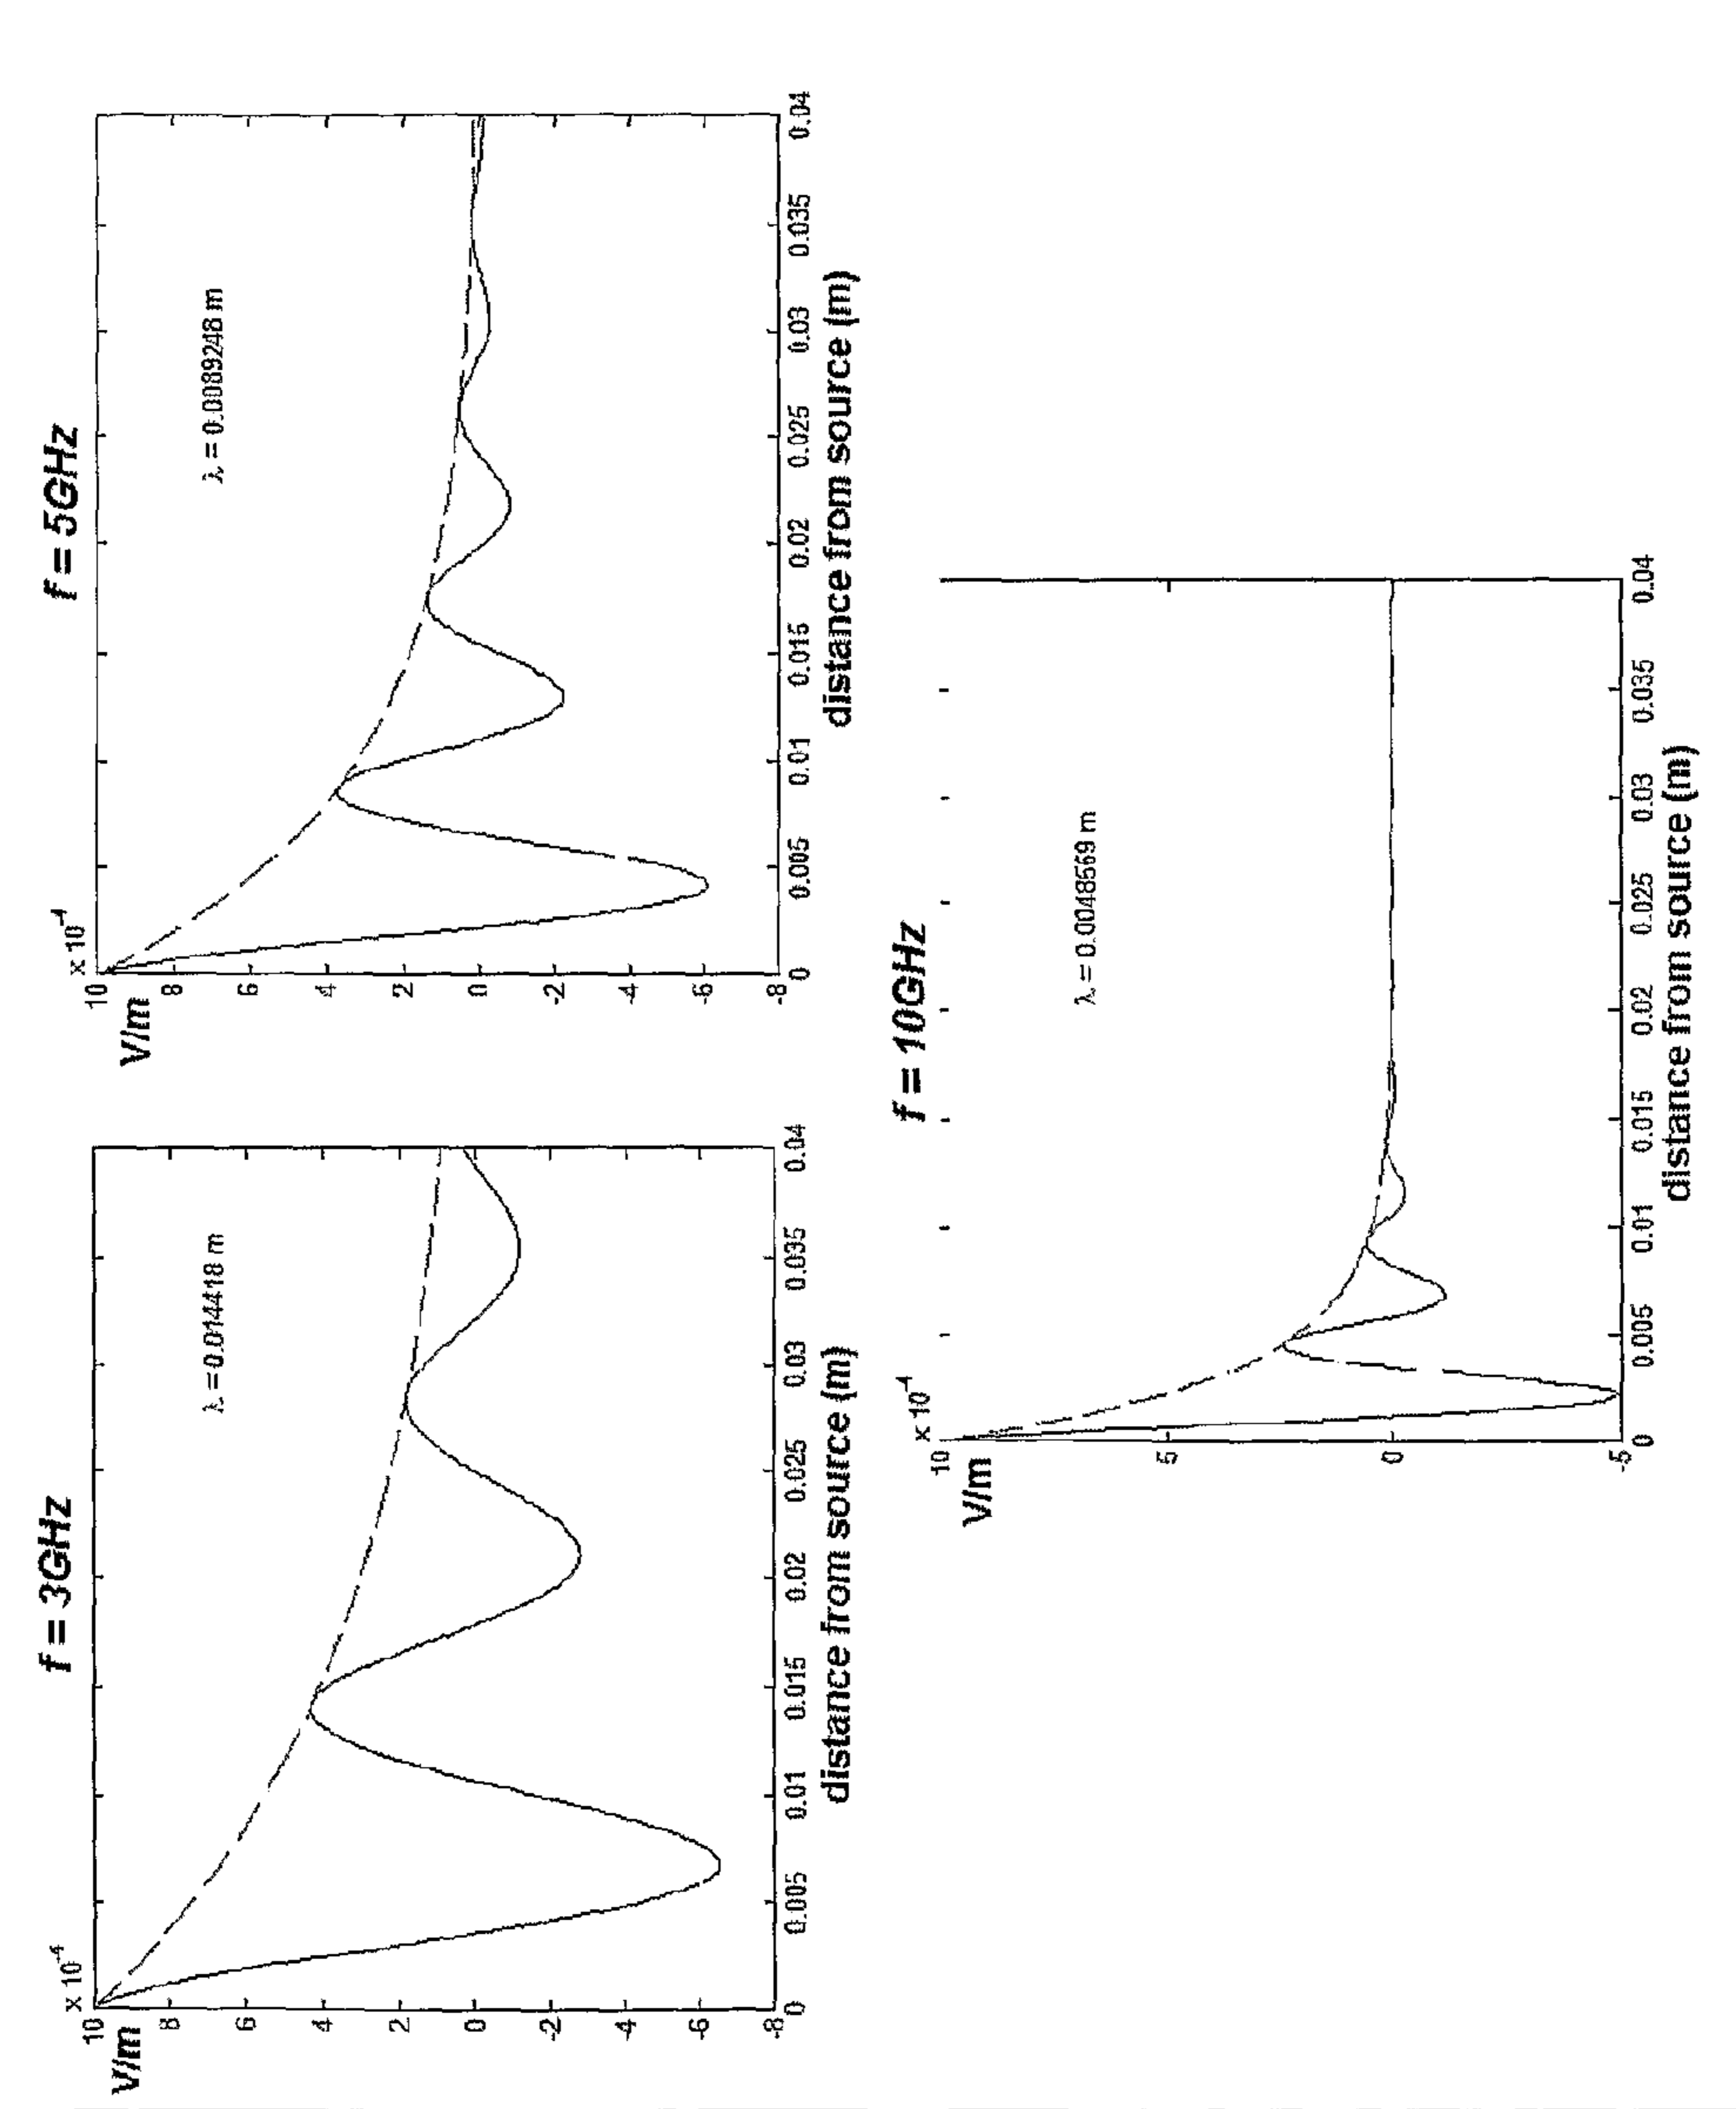 f = 3GHz
x 10⁻⁴
V/m
10
8
6
4
2
0
-2
-4
-6
-8
λ = 0.014418 m
0 0.005 0.01 0.015 0.02 0.025 0.03 0.035 0.04
distance from source (m)
f = 5GHz
x 10⁻⁴
V/m
10
8
6
4
2
0
-2
-4
-6
-8
λ = 0.0089248 m
0 0.005 0.01 0.015 0.02 0.025 0.03 0.035 0.04
distance from source (m)
f = 10GHz
x 10⁻⁴
V/m
10
5
0
-5
λ = 0.0048569 m
0 0.005 0.01 0.015 0.02 0.025 0.03 0.035 0.04
distance from source (m)